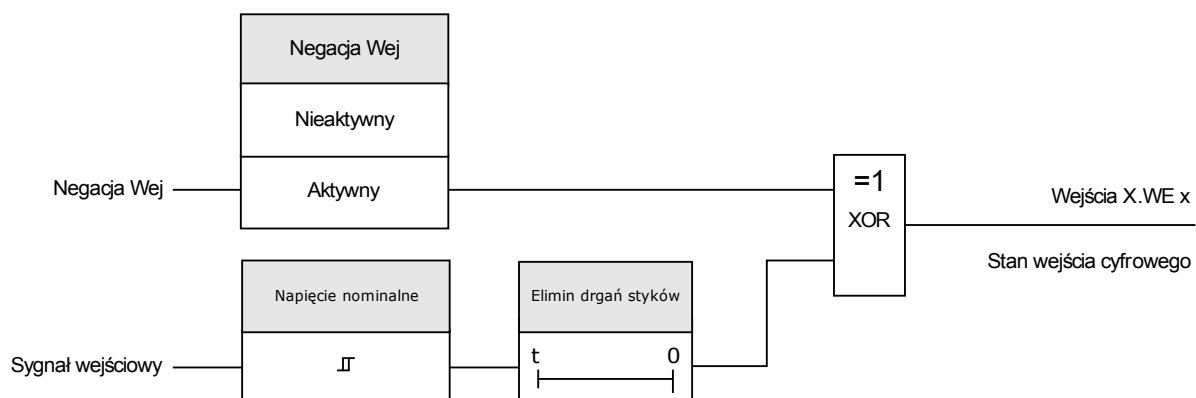 Negacja Wej
Nieaktywny
Negacja Wej
Aktywny
=1
XOR
Wejścia X.WE x
Stan wejścia cyfrowego
Napięcie nominalne
Elimin drgań styków
Sygnał wejściowy
t 0